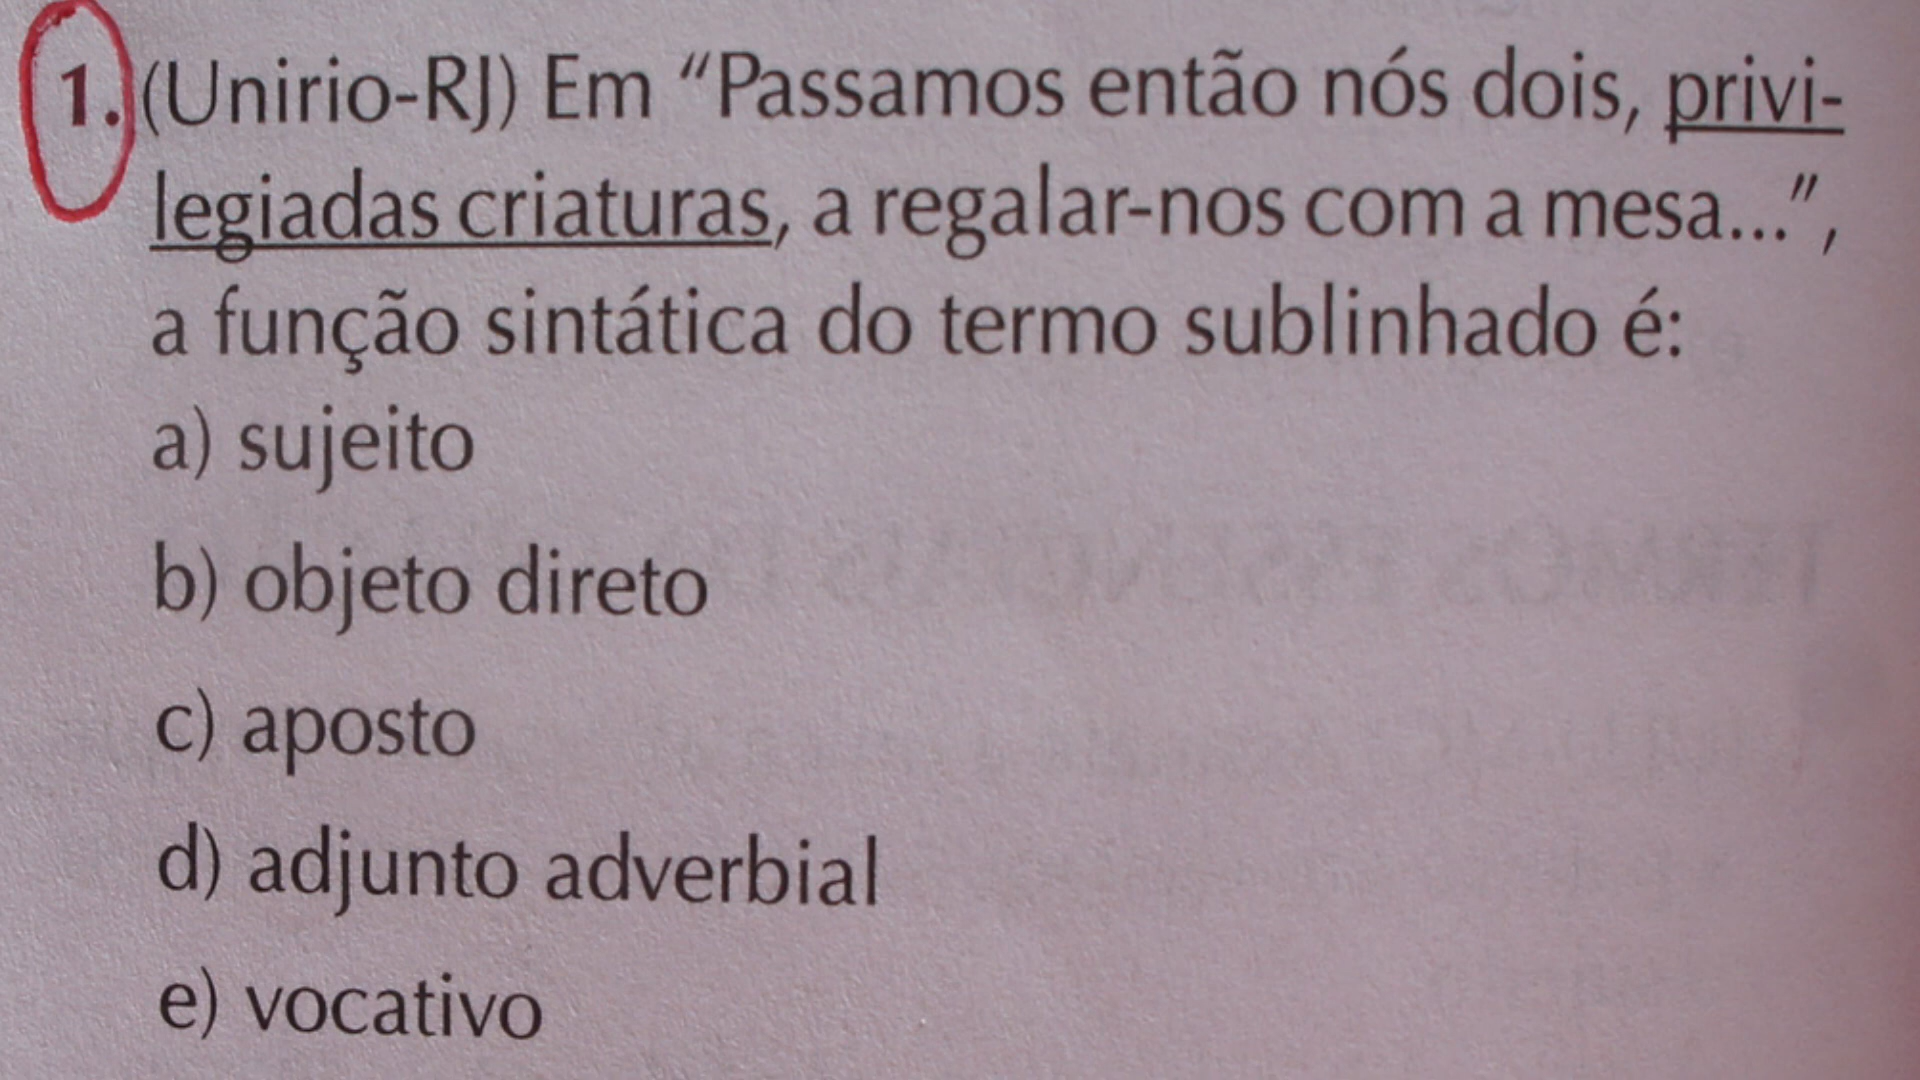 1. (Unirio-RJ) Em “Passamos então nós dois, privi-
legiadas criaturas, a regalar-nos com a mesa...”,
a função sintática do termo sublinhado é:
a) sujeito
b) objeto direto
c) aposto
d) adjunto adverbial
e) vocativo